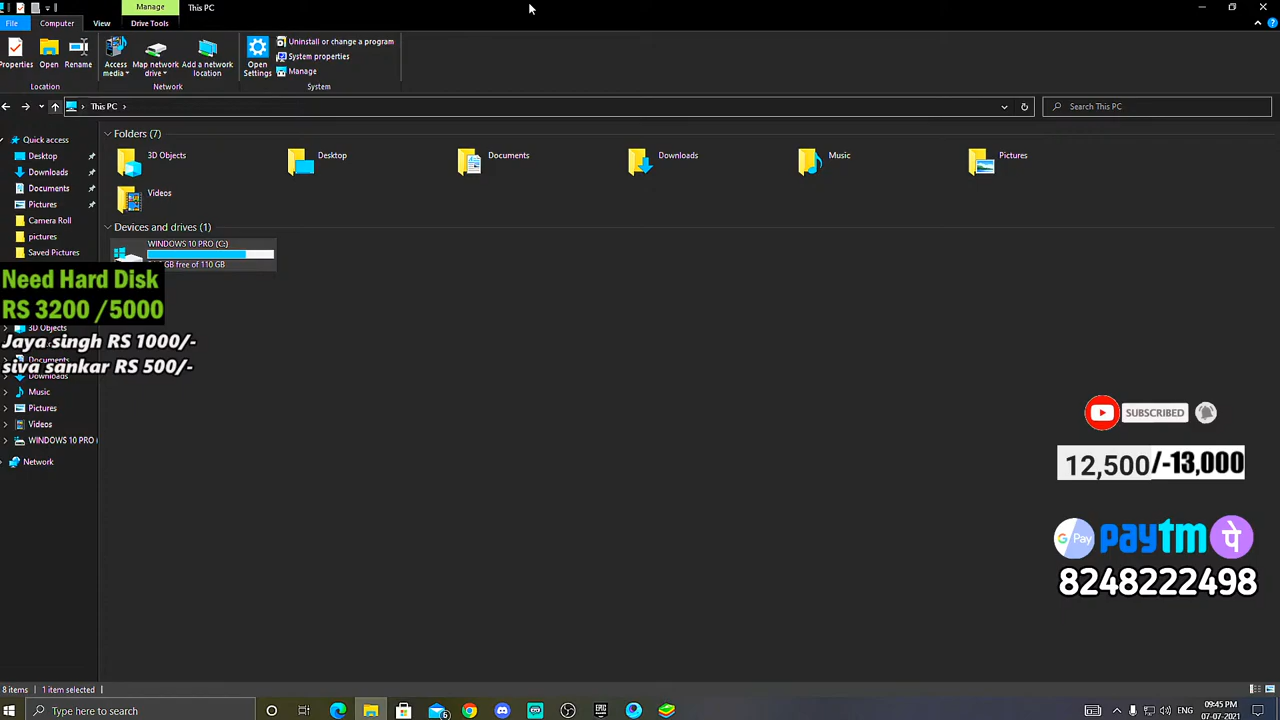 Manage
This PC
File
Computer
View
Drive Tools
Properties
Open
Rename
Access media
Map network drive
Add a network location
Open Settings
Uninstall or change a program
System properties
Manage
Location
Network
System
This PC
Search This PC
Quick access
Desktop
Downloads
Documents
Pictures
Camera Roll
pictures
Saved Pictures
3D Objects
Documents
Downloads
Music
Pictures
Videos
WINDOWS 10 PRO (
Network
Folders (7)
3D Objects
Desktop
Documents
Downloads
Music
Pictures
Videos
Devices and drives (1)
WINDOWS 10 PRO (C:)
GB free of 110 GB
Need Hard Disk
RS 3200 /5000
Jaya singh RS 1000/-
siva sankar RS 500/-
SUBSCRIBED
12,500/-13,000
G Pay paytm पे
8248222498
8 items
1 item selected
Type here to search
6
ENG
09:45 PM
07-07-2021